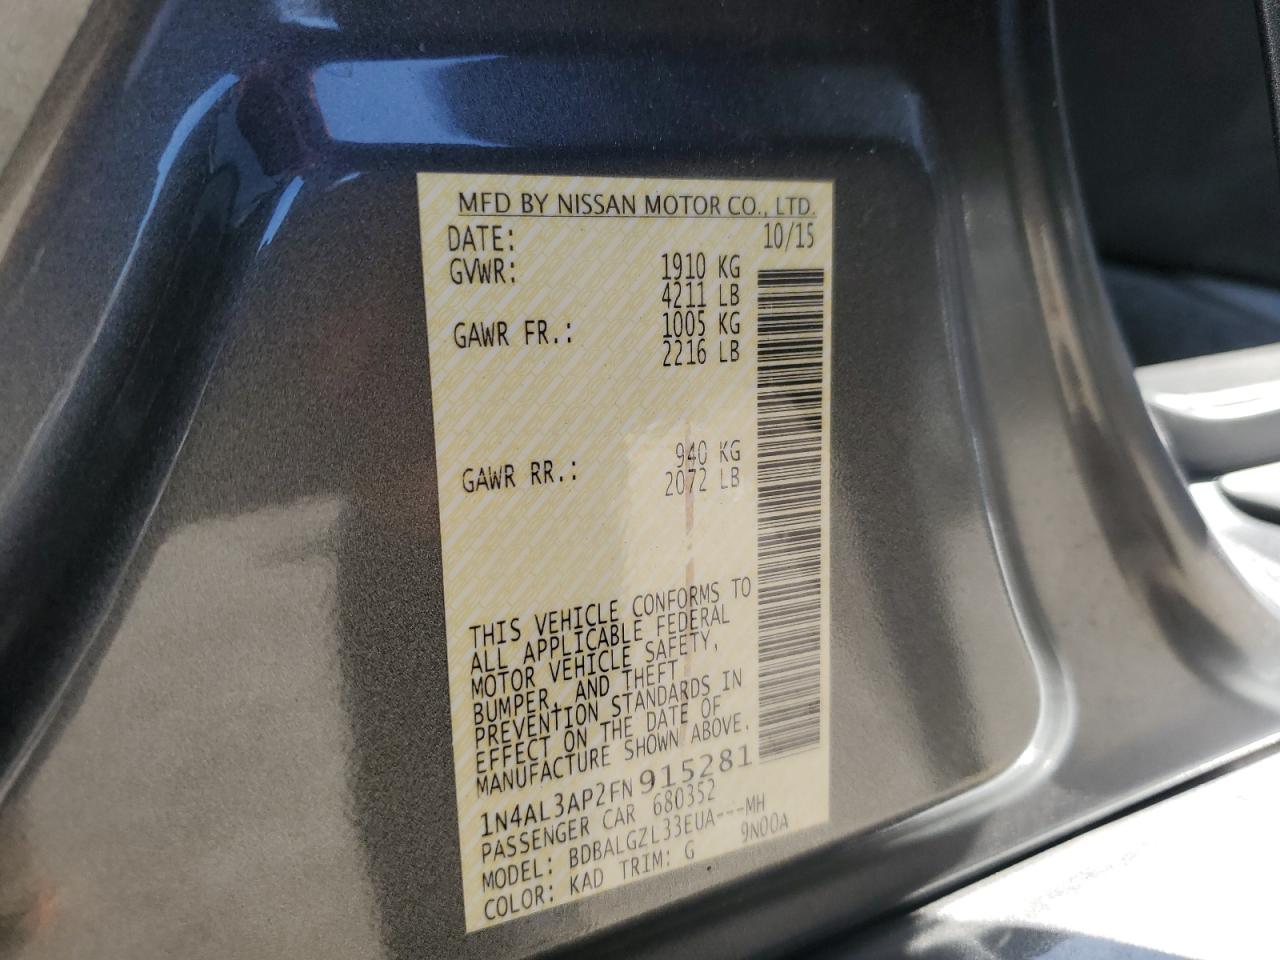 MFD BY NISSAN MOTOR CO., LTD.
DATE: 10/15
GVWR: 1910 KG
4211 LB
GAWR FR.: 1005 KG
2216 LB
GAWR RR.: 940 KG
2072 LB
THIS VEHICLE CONFORMS TO
ALL APPLICABLE FEDERAL
MOTOR VEHICLE SAFETY,
BUMPER, AND THEFT
PREVENTION STANDARDS IN
EFFECT ON THE DATE OF
MANUFACTURE SHOWN ABOVE.
1N4AL3AP2FN915281
PASSENGER CAR 680352
MODEL: BDBALGZL33EUA---MH
COLOR: KAD TRIM: G 9N00A